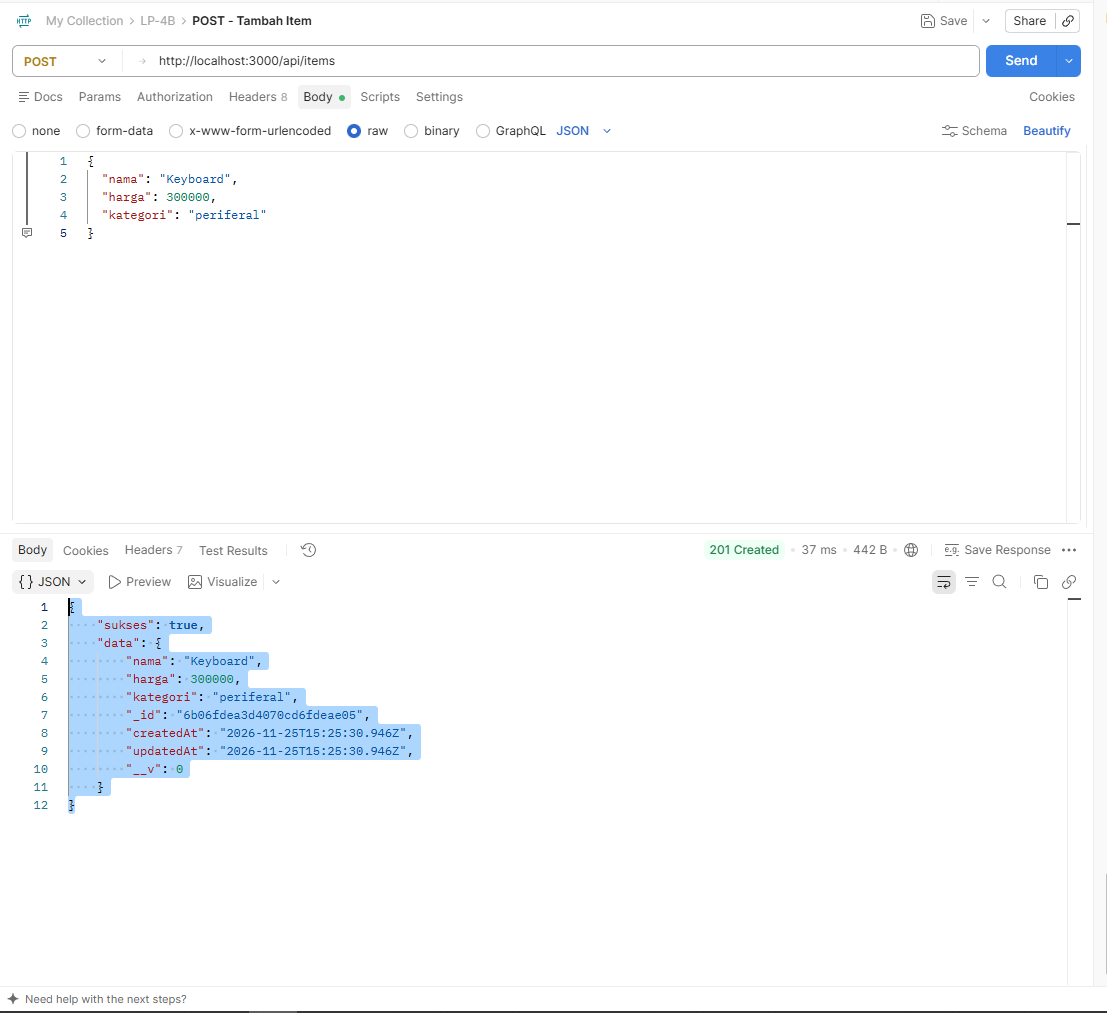 HTTP My Collection > LP-4B > POST - Tambah Item Save Share
POST http://localhost:3000/api/items Send
Docs Params Authorization Headers 8 Body Scripts Settings Cookies
none form-data x-www-form-urlencoded raw binary GraphQL JSON Schema Beautify
1 {
2 "nama": "Keyboard",
3 "harga": 300000,
4 "kategori": "periferal"
5 }
Body Cookies Headers 7 Test Results 201 Created • 37 ms • 442 B e.g. Save Response
{} JSON Preview Visualize
1 {
2 "sukses": true,
3 "data": {
4 "nama": "Keyboard",
5 "harga": 300000,
6 "kategori": "periferal",
7 "_id": "6b06fdea3d4070cd6fdeae05",
8 "createdAt": "2026-11-25T15:25:30.946Z",
9 "updatedAt": "2026-11-25T15:25:30.946Z",
10 "__v": 0
11 }
12 }
Need help with the next steps?